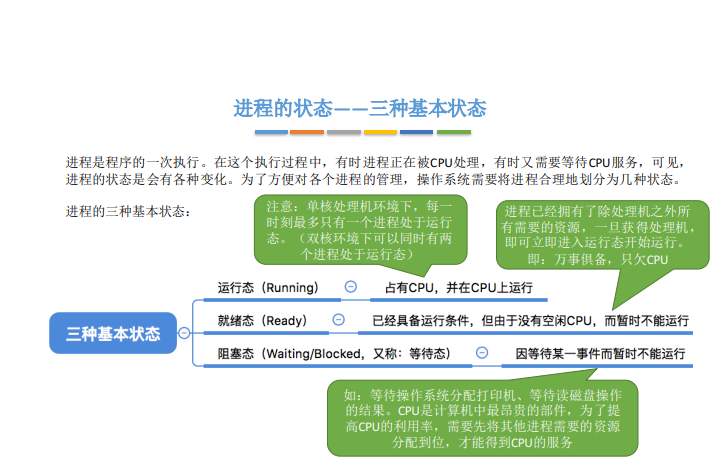 进程的状态——三种基本状态
进程是程序的一次执行。在这个执行过程中，有时进程正在被CPU处理，有时又需要等待CPU服务，可见，
进程的状态是会有各种变化。为了方便对各个进程的管理，操作系统需要将进程合理地划分为几种状态。
进程的三种基本状态：
注意：单核处理机环境下，每一
时刻最多只有一个进程处于运行
态。（双核环境下可以同时有两
个进程处于运行态）
进程已经拥有了除处理机之外所
有需要的资源，一旦获得处理机，
即可立即进入运行态开始运行。
即：万事俱备，只欠CPU
三种基本状态
运行态（Running）
占有CPU，并在CPU上运行
就绪态（Ready）
已经具备运行条件，但由于没有空闲CPU，而暂时不能运行
阻塞态（Waiting/Blocked，又称：等待态）
因等待某一事件而暂时不能运行
如：等待操作系统分配打印机、等待读磁盘操作
的结果。CPU是计算机中最昂贵的部件，为了提
高CPU的利用率，需要先将其他进程需要的资源
分配到位，才能得到CPU的服务